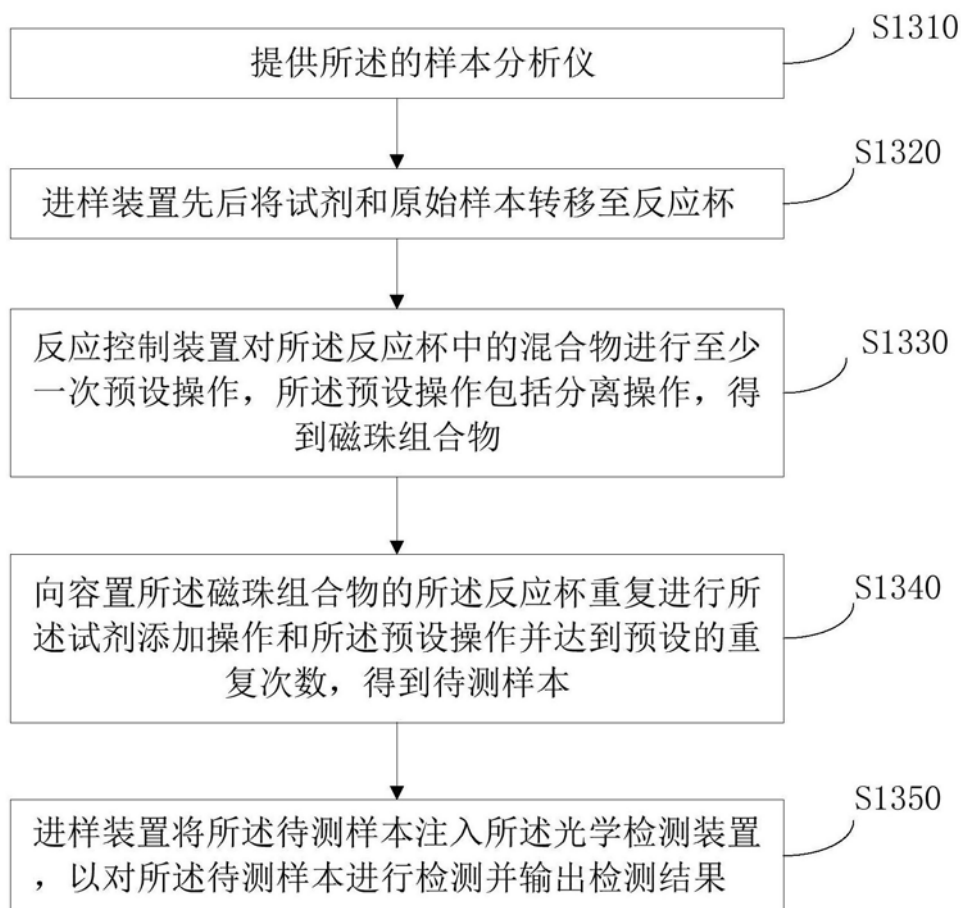 S1310
提供所述的样本分析仪
S1320
进样装置先后将试剂和原始样本转移至反应杯
S1330
反应控制装置对所述反应杯中的混合物进行至少
一次预设操作，所述预设操作包括分离操作，得
到磁珠组合物
S1340
向容置所述磁珠组合物的所述反应杯重复进行所
述试剂添加操作和所述预设操作并达到预设的重
复次数，得到待测样本
S1350
进样装置将所述待测样本注入所述光学检测装置
，以对所述待测样本进行检测并输出检测结果